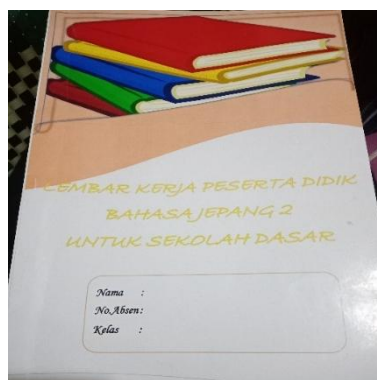 LEMBAR KERJA PESERTA DIDIK
BAHASA JEPANG 2
UNTUK SEKOLAH DASAR
Nama :
No.Absen:
Kelas :